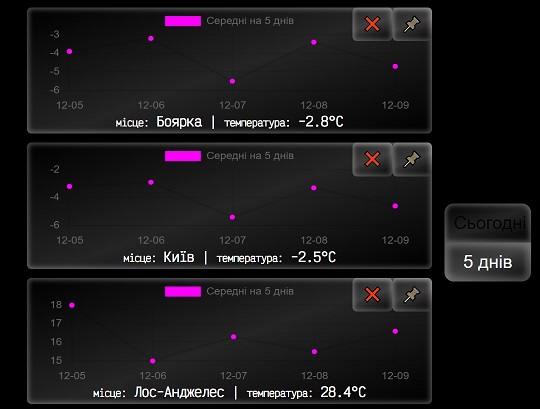 Середні на 5 днів
-3
-4
-5
-6
12-05 12-06 12-07 12-08 12-09
місце: Боярка | температура: -2.8°C
Середні на 5 днів
-2
-4
-6
12-05 12-06 12-07 12-08 12-09
місце: Київ | температура: -2.5°C
Середні на 5 днів
18
17
16
15
12-05 12-06 12-07 12-08 12-09
місце: Лос-Анджелес | температура: 28.4°C
Сьогодні
5 днів